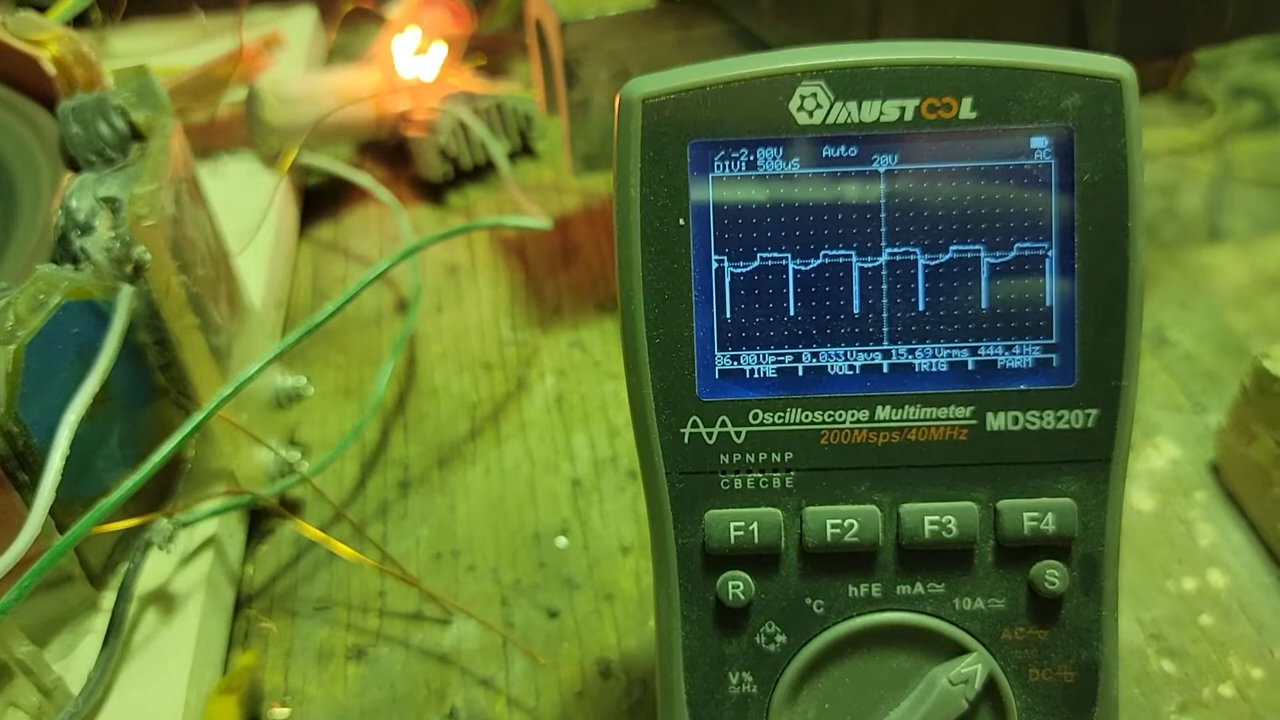 MUSTOOL
-2.00V Auto
DIV: 500uS 20V AC
86.00Vp-p 0.033Vavg 15.69Vrms 444.4Hz
TIME VOLT TRIG PARM
Oscilloscope Multimeter MDS8207
200Msps/40MHz
NPNPNP
CBECBE
F1 F2 F3 F4
R S
°C hFE mA≂ 10A≂
AC
V%
≂Hz
DC